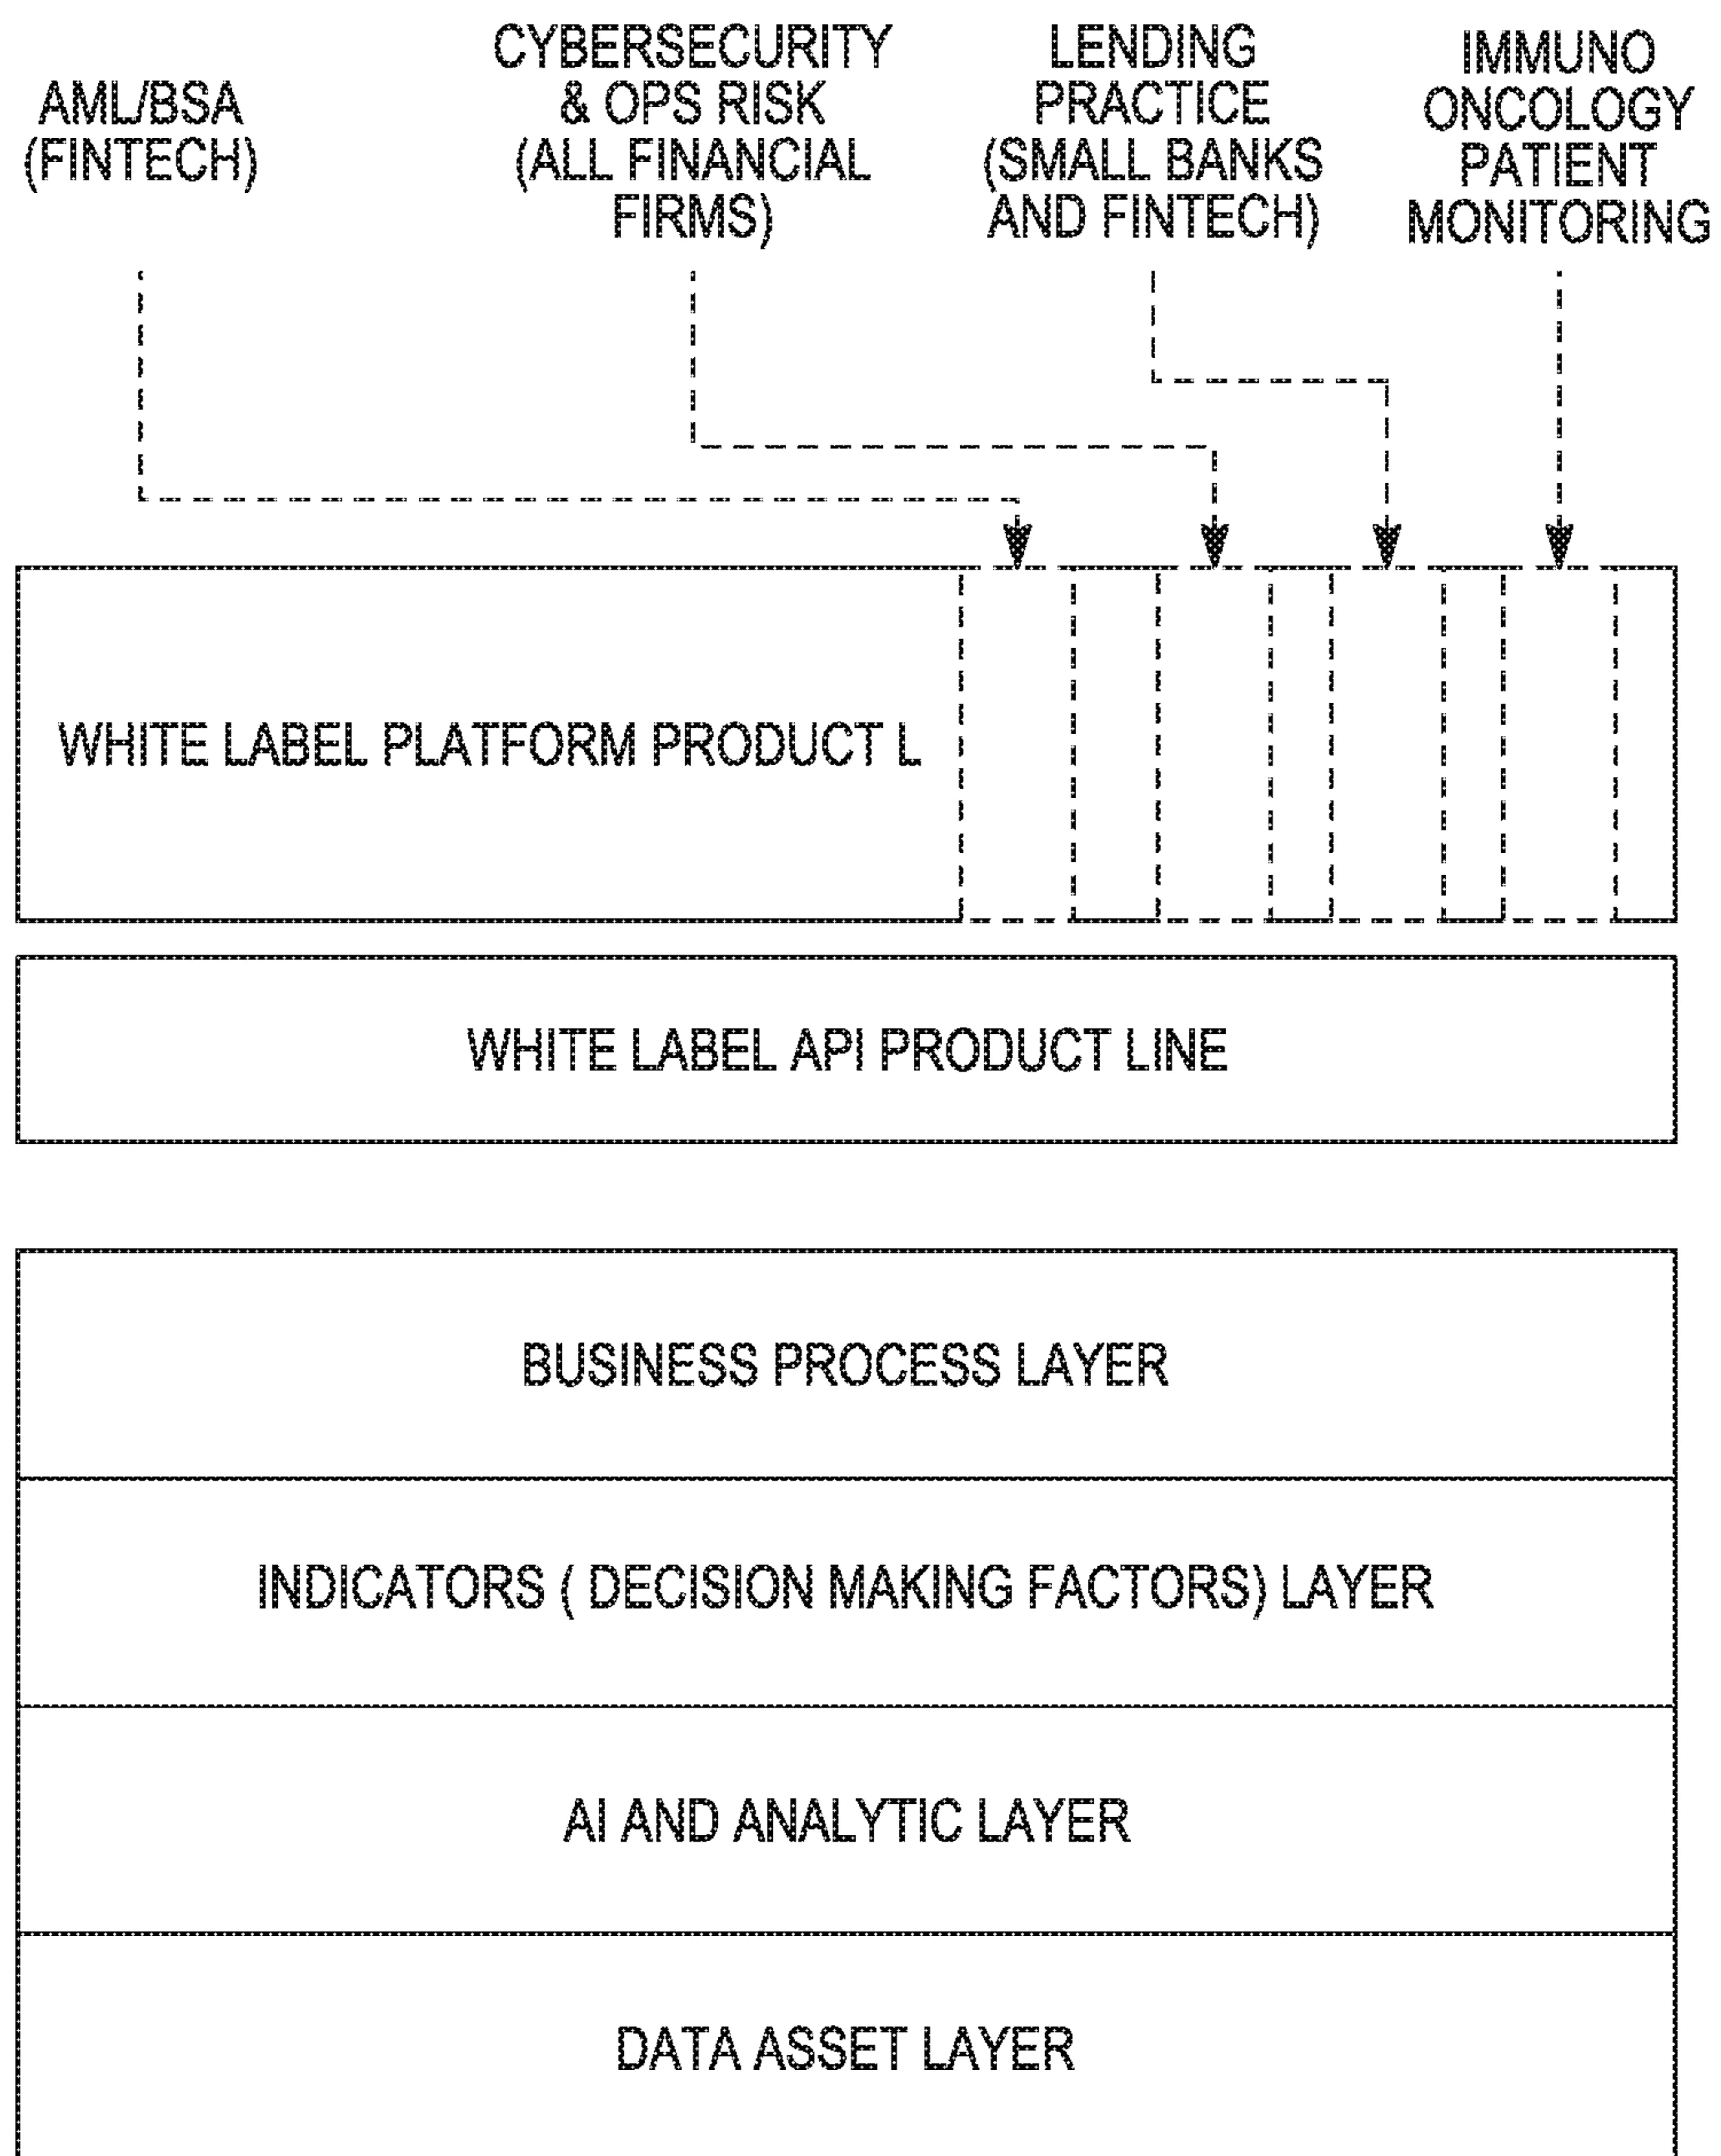 AML/BSA
(FINTECH)
CYBERSECURITY
& OPS RISK
(ALL FINANCIAL
FIRMS)
LENDING
PRACTICE
(SMALL BANKS
AND FINTECH)
IMMUNO
ONCOLOGY
PATIENT
MONITORING
WHITE LABEL PLATFORM PRODUCT L
WHITE LABEL API PRODUCT LINE
BUSINESS PROCESS LAYER
INDICATORS ( DECISION MAKING FACTORS) LAYER
AI AND ANALYTIC LAYER
DATA ASSET LAYER